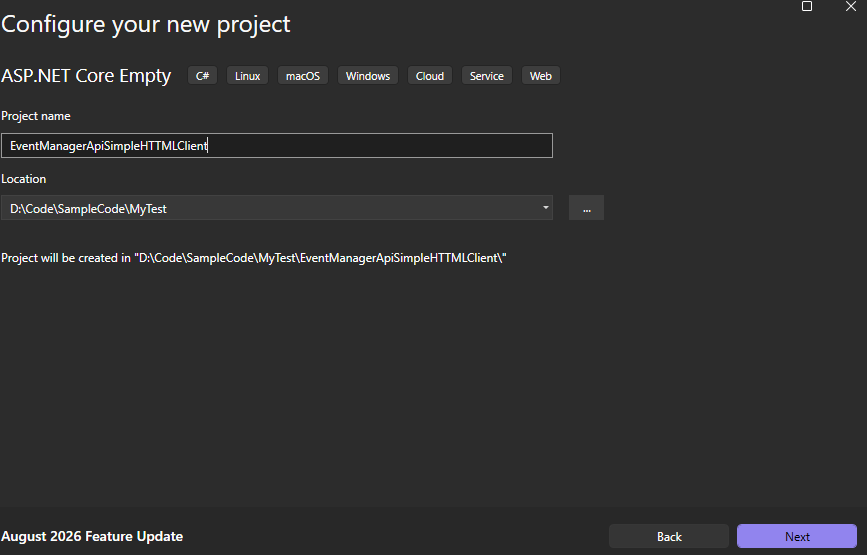 Configure your new project
ASP.NET Core Empty C# Linux macOS Windows Cloud Service Web
Project name
EventManagerApiSimpleHTTMLClient
Location
D:\Code\SampleCode\MyTest ...
Project will be created in "D:\Code\SampleCode\MyTest\EventManagerApiSimpleHTTMLClient\"
August 2026 Feature Update Back Next